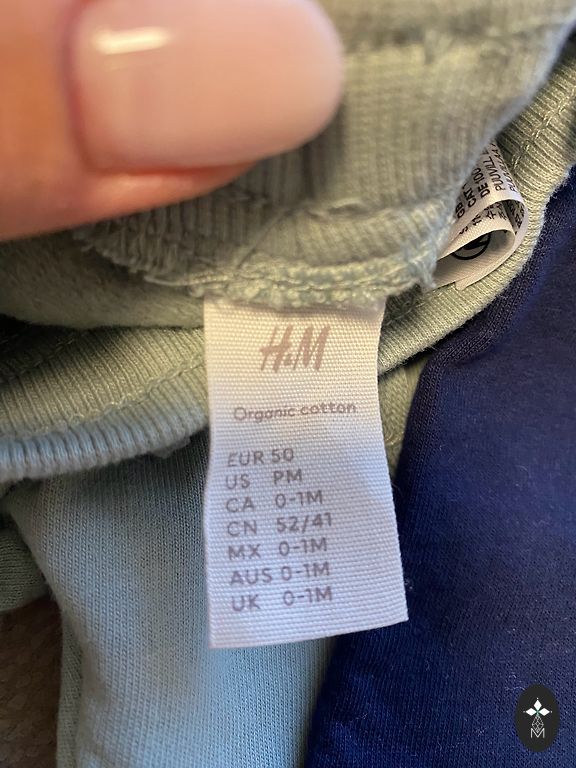 H&M
Organic cotton
EUR 50
US PM
CA 0-1M
CN 52/41
MX 0-1M
AUS 0-1M
UK 0-1M